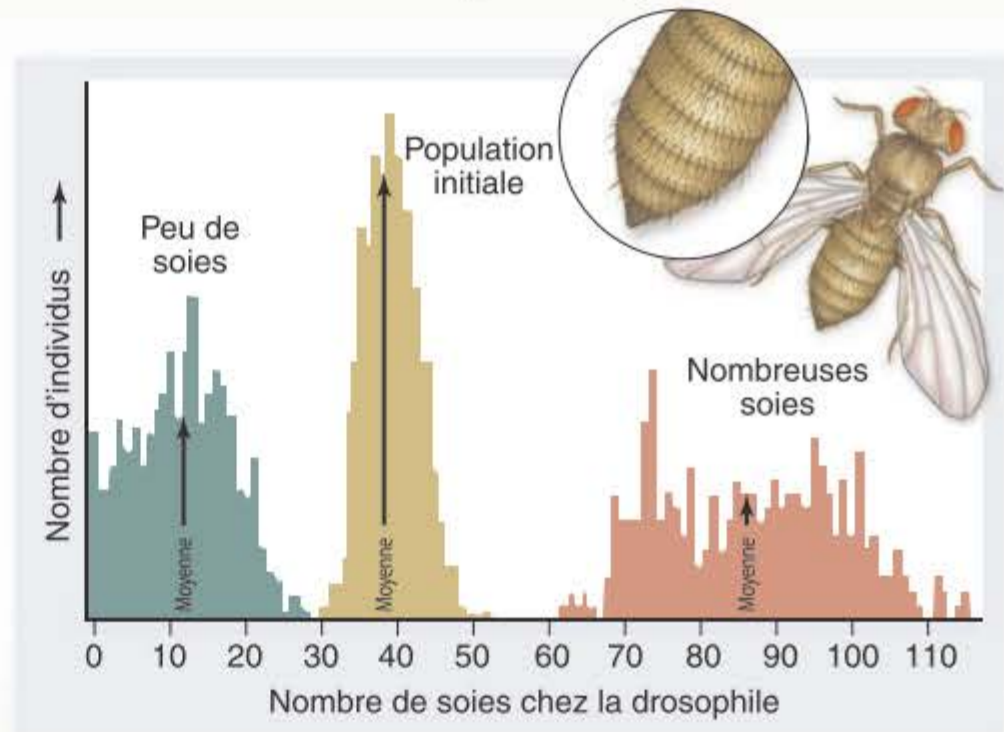 Population
initiale
Peu de
soies
Nombreuses
soies
Nombre d'individus
Moyenne
Moyenne
Moyenne
0 10 20 30 40 50 60 70 80 90 100 110
Nombre de soies chez la drosophile